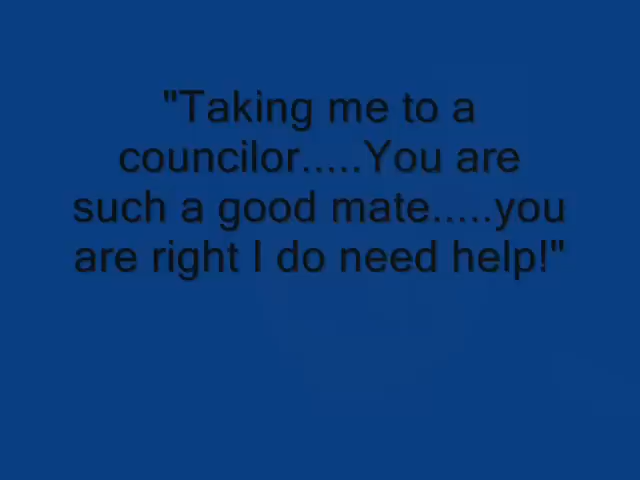 "Taking me to a
councilor.....You are
such a good mate.....you
are right I do need help!"